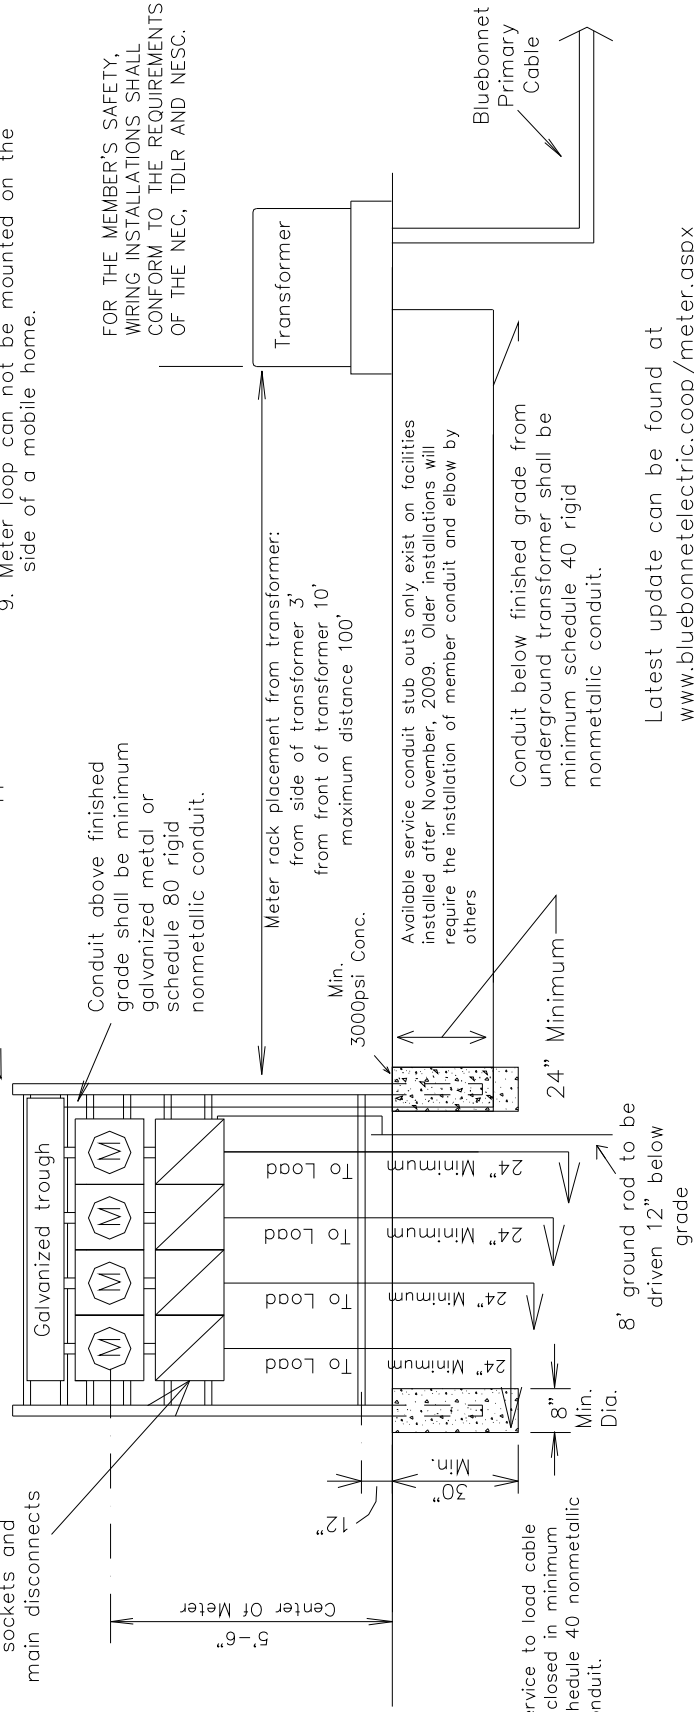 9. Meter loop can not be mounted on the
side of a mobile home.
FOR THE MEMBER'S SAFETY,
WIRING INSTALLATIONS SHALL
CONFORM TO THE REQUIREMENTS
OF THE NEC, TDLR AND NESC.
sockets and
main disconnects
Conduit above finished
grade shall be minimum
galvanized metal or
schedule 80 rigid
nonmetallic conduit.
Galvanized trough
M
M
M
M
Transformer
Bluebonnet
Primary
Cable
Meter rack placement from transformer:
from side of transformer 3'
from front of transformer 10'
maximum distance 100'
Min.
3000psi Conc.
Available service conduit stub outs only exist on facilities
installed after November, 2009. Older installations will
require the installation of member conduit and elbow by
others
To Load
To Load
To Load
To Load
24" Minimum
24" Minimum
24" Minimum
24" Minimum
5'-6"
Center Of Meter
12"
30"
Min.
8"
Min.
Dia.
24" Minimum
8' ground rod to be
driven 12" below
grade
Conduit below finished grade from
underground transformer shall be
minimum schedule 40 rigid
nonmetallic conduit.
to load cable
closed in minimum
40 nonmetallic
Latest update can be found at
www.bluebonnetelectric.coop/meter.aspx